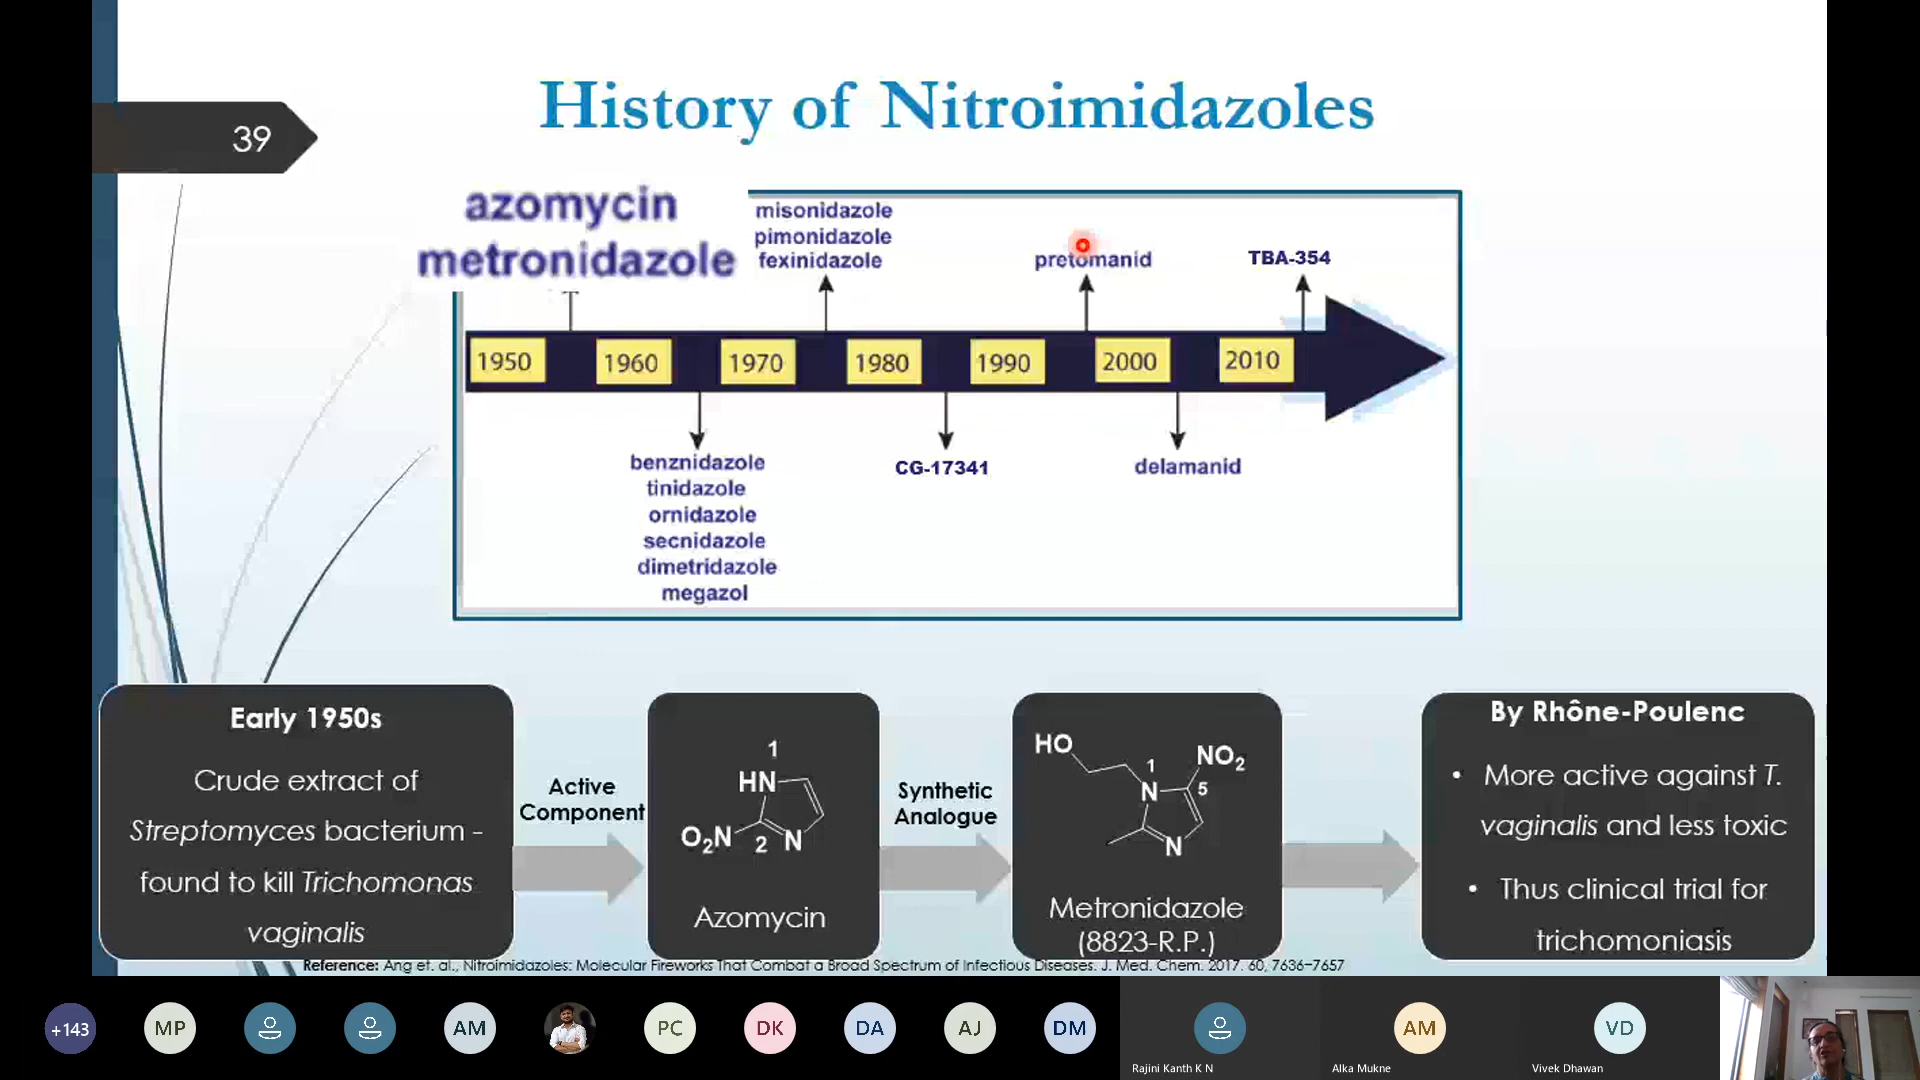 History of Nitroimidazoles
39
azomycin
metronidazole
misonidazole
pimonidazole
fexinidazole
pretomanid
TBA-354
1950 1960 1970 1980 1990 2000 2010
benznidazole
tinidazole
ornidazole
secnidazole
dimetridazole
megazol
CG-17341
delamanid
Early 1950s
Crude extract of
Streptomyces bacterium -
found to kill Trichomonas
vaginalis
Active
Component
1
HN
O₂N 2 N
Azomycin
Synthetic
Analogue
HO
1
NO₂
N
5
N
Metronidazole
(8823-R.P.)
By Rhône-Poulenc
• More active against T.
vaginalis and less toxic
• Thus clinical trial for
trichomoniasis
Reference: Ang et. al., Nitroimidazoles: Molecular Fireworks That Combat a Broad Spectrum of Infectious Diseases. J. Med. Chem. 2017. 60, 7636−7657
+143 MP AM PC DK DA AJ DM AM VD
Rajini Kanth K N Alka Mukne Vivek Dhawan